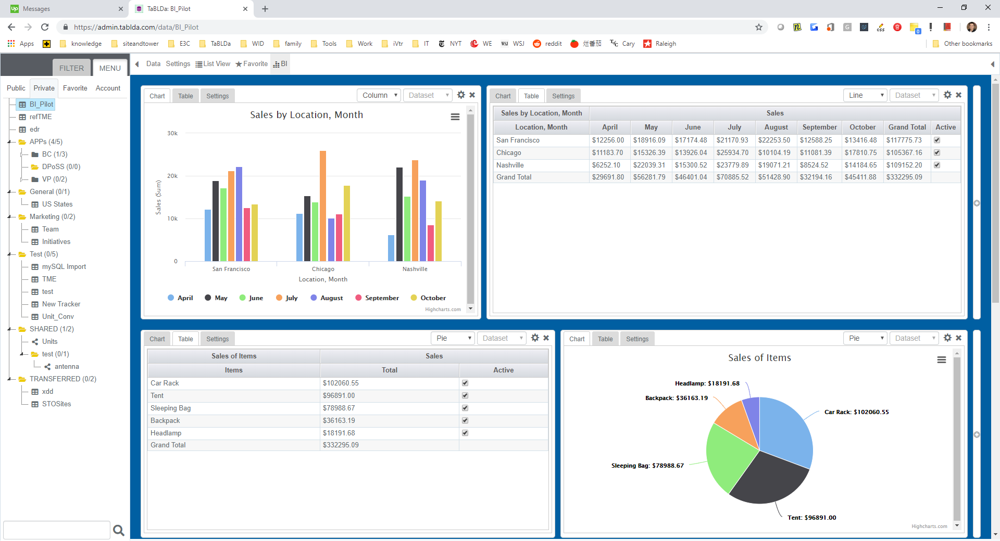 Messages
TaBLDa: BI_Pilot
https://admin.tablda.com/data/BI_Pilot
Apps knowledge siteandtower E3C TaBLDa WID family Tools Work iVtr IT NYT WE WSJ WSJ reddit 烂番茄 Cary Raleigh Other bookmarks
FILTER MENU
Data Settings List View Favorite BI
Public Private Favorite Account
BI_Pilot
refTME
edr
APPs (4/5)
BC (1/3)
DPoSS (0/0)
VP (0/2)
General (0/1)
US States
Marketing (0/2)
Team
Initiatives
Test (0/5)
mySQL Import
TME
test
New Tracker
Unit_Conv
SHARED (1/2)
Units
test (0/1)
antenna
TRANSFERRED (0/2)
xdd
STOSites
Chart Table Settings Column Dataset
Sales by Location, Month
30k
20k
10k
0
Sales (Sum)
San Francisco Chicago Nashville
Location, Month
April May June July August September October
Highcharts.com
Chart Table Settings Line Dataset
Sales by Location, Month Sales
Location, Month April May June July August September October Grand Total Active
San Francisco $12256.00 $18916.09 $17174.48 $21170.93 $22253.50 $12588.25 $13416.48 $117775.73
Chicago $11183.70 $15326.39 $13926.04 $25934.70 $10104.19 $11081.39 $17810.75 $105367.16
Nashville $6252.10 $22039.31 $15300.52 $23779.89 $19071.21 $8524.52 $14184.65 $109152.20
Grand Total $29691.80 $56281.79 $46401.04 $70885.52 $51428.90 $32194.16 $45411.88 $332295.09
Chart Table Settings Pie Dataset
Sales of Items Sales
Items Total Active
Car Rack $102060.55
Tent $96891.00
Sleeping Bag $78988.67
Backpack $36163.19
Headlamp $18191.68
Grand Total $332295.09
Chart Table Settings Pie Dataset
Sales of Items
Headlamp: $18191.68
Backpack: $36163.19
Car Rack: $102060.55
Sleeping Bag: $78988.67
Tent: $96891.00
Highcharts.com